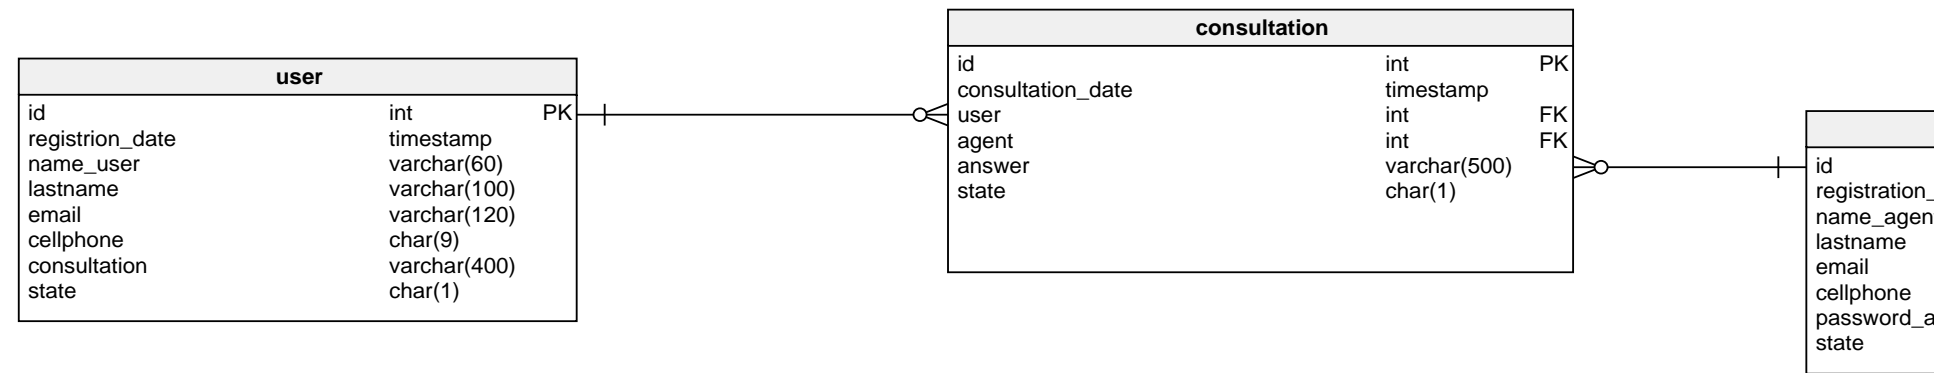 user
id int PK
registrion_date timestamp
name_user varchar(60)
lastname varchar(100)
email varchar(120)
cellphone char(9)
consultation varchar(400)
state char(1)
consultation
id int PK
consultation_date timestamp
user int FK
agent int FK
answer varchar(500)
state char(1)
id
registration_
name_agen
lastname
email
cellphone
password_a
state